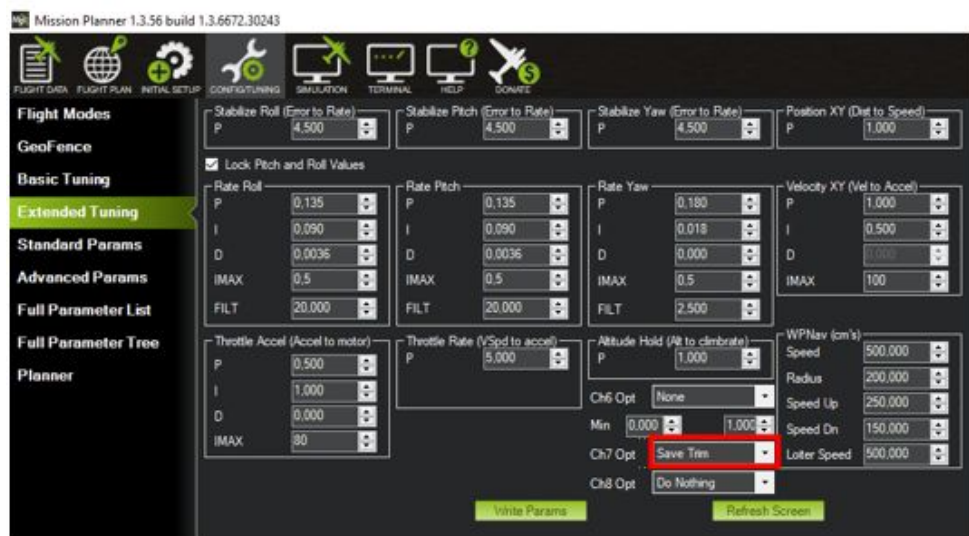 Mission Planner 1.3.56 build 1.3.6672.30243
FLIGHT DATA FLIGHT PLAN INITIAL SETUP CONFIG/TUNING SIMULATION TERMINAL HELP DONATE
Flight Modes
GeoFence
Basic Tuning
Extended Tuning
Standard Params
Advanced Params
Full Parameter List
Full Parameter Tree
Planner
Stabilize Roll (Error to Rate)
P 4,500
Stabilize Pitch (Error to Rate)
P 4,500
Stabilize Yaw (Error to Rate)
P 4,500
Position XY (Dist to Speed)
P 1,000
Lock Pitch and Roll Values
Rate Roll
P 0,135
I 0,090
D 0,0036
IMAX 0,5
FILT 20,000
Rate Pitch
P 0,135
I 0,090
D 0,0036
IMAX 0,5
FILT 20,000
Rate Yaw
P 0,180
I 0,018
D 0,000
IMAX 0,5
FILT 2,500
Velocity XY (Vel to Accel)
P 1,000
I 0,500
D 0,000
IMAX 100
Throttle Accel (Accel to motor)
P 0,500
I 1,000
D 0,000
IMAX 80
Throttle Rate (VSpd to accel)
P 5,000
Altitude Hold (Alt to climbrate)
P 1,000
Ch6 Opt None
Min 0,000 1,000
Ch7 Opt Save Trim
Ch8 Opt Do Nothing
WPNav (cm's)
Speed 500,000
Radius 200,000
Speed Up 250,000
Speed Dn 150,000
Loiter Speed 500,000
Write Params Refresh Screen